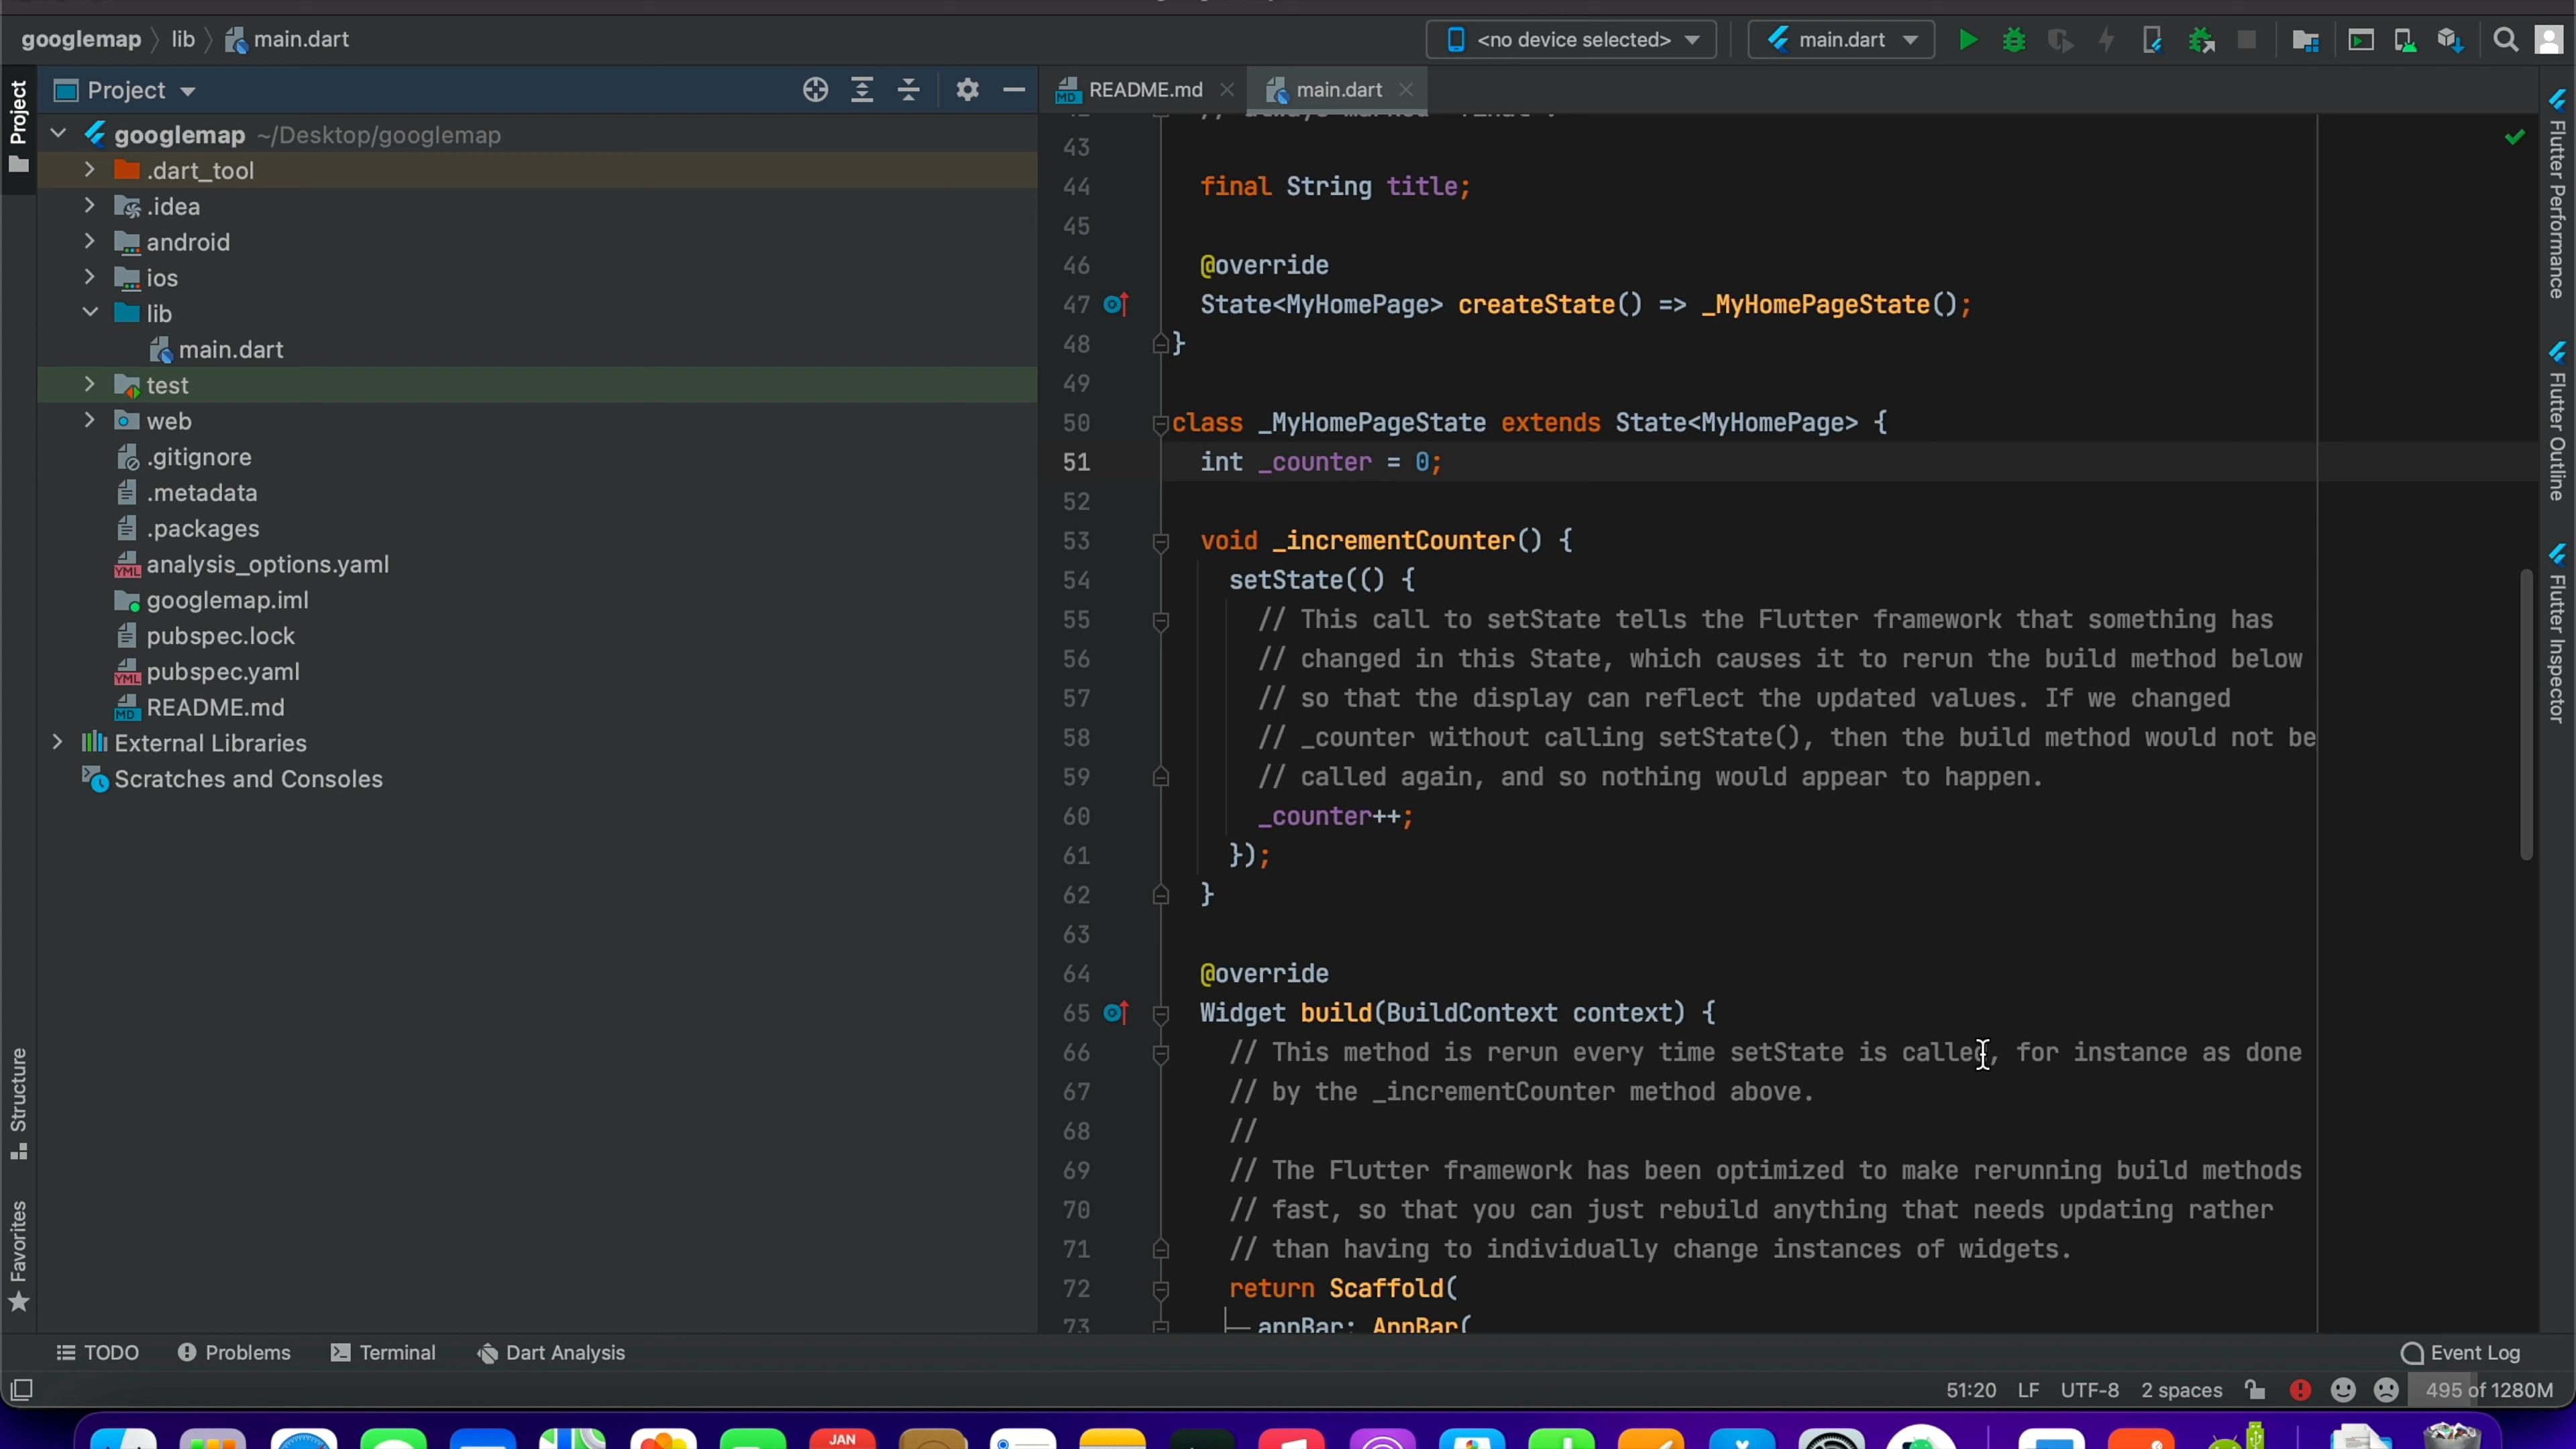 googlemap lib main.dart
<no device selected> main.dart
Project
README.md main.dart
googlemap ~/Desktop/googlemap
.dart_tool
.idea
android
ios
lib
main.dart
test
web
.gitignore
.metadata
.packages
analysis_options.yaml
googlemap.iml
pubspec.lock
pubspec.yaml
README.md
External Libraries
Scratches and Consoles
Project
Structure
Favorites
43
44 final String title;
45
46 @override
47 State<MyHomePage> createState() => _MyHomePageState();
48 }
49
50 class _MyHomePageState extends State<MyHomePage> {
51 int _counter = 0;
52
53 void _incrementCounter() {
54 setState(() {
55 // This call to setState tells the Flutter framework that something has
56 // changed in this State, which causes it to rerun the build method below
57 // so that the display can reflect the updated values. If we changed
58 // _counter without calling setState(), then the build method would not be
59 // called again, and so nothing would appear to happen.
60 _counter++;
61 });
62 }
63
64 @override
65 Widget build(BuildContext context) {
66 // This method is rerun every time setState is called, for instance as done
67 // by the _incrementCounter method above.
68 //
69 // The Flutter framework has been optimized to make rerunning build methods
70 // fast, so that you can just rebuild anything that needs updating rather
71 // than having to individually change instances of widgets.
72 return Scaffold(
73 appBar: AppBar(
Flutter Performance
Flutter Outline
Flutter Inspector
TODO Problems Terminal Dart Analysis Event Log
51:20 LF UTF-8 2 spaces 495 of 1280M
JAN